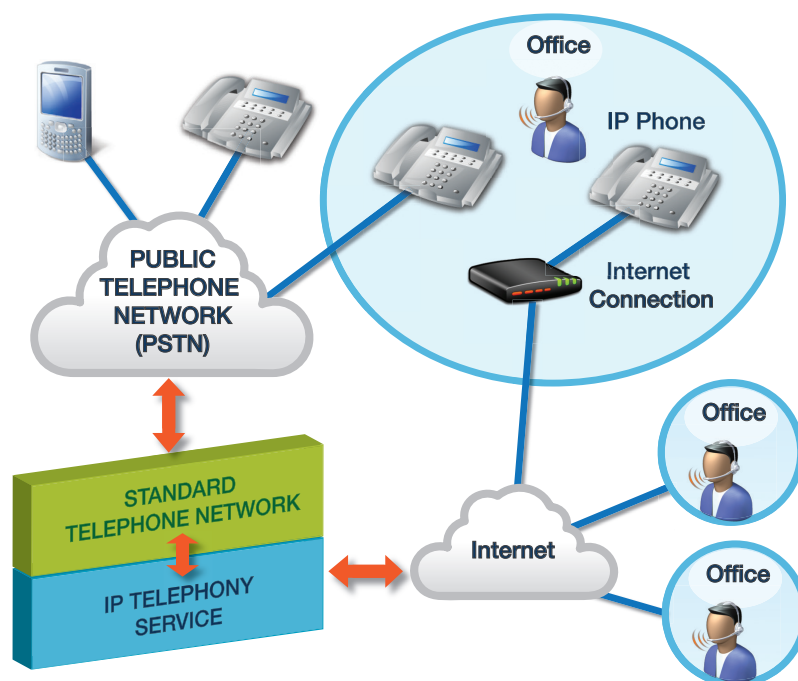 Office
IP Phone
PUBLIC
TELEPHONE
NETWORK
(PSTN)
Internet
Connection
Office
STANDARD
TELEPHONE NETWORK
Internet
IP TELEPHONY
SERVICE
Office